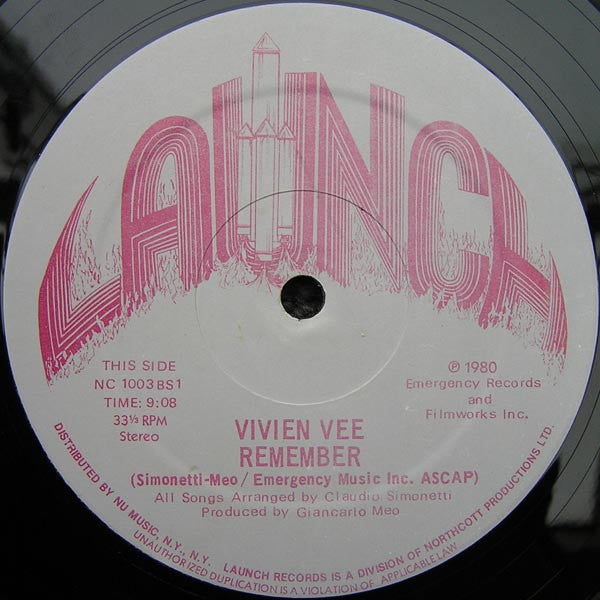 LAUNCH
THIS SIDE
NC 1003 BS1
TIME: 9:08
33⅓ RPM
Stereo
℗ 1980
Emergency Records
and
Filmworks Inc.
VIVIEN VEE
REMEMBER
(Simonetti-Meo / Emergency Music Inc. ASCAP)
All Songs Arranged by Claudio Simonetti
Produced by Giancarlo Meo
DISTRIBUTED BY NU MUSIC, N.Y., N.Y. LAUNCH RECORDS IS A DIVISION OF NORTHCOTT PRODUCTIONS LTD.
UNAUTHORIZED DUPLICATION IS A VIOLATION OF APPLICABLE LAW